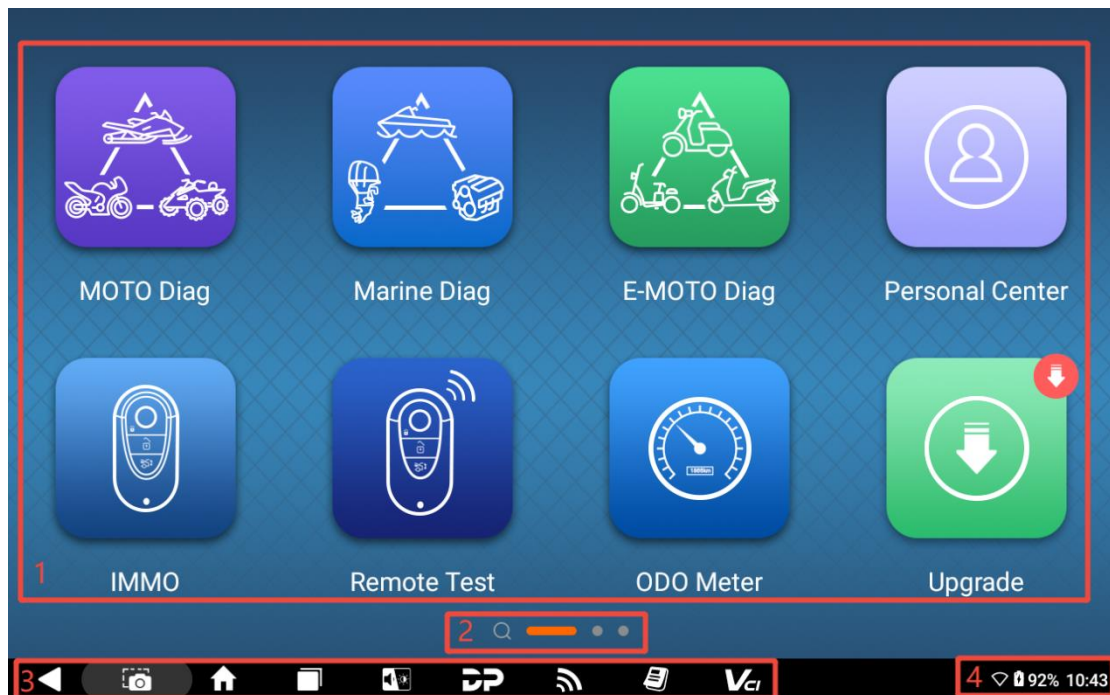 MOTO Diag
Marine Diag
E-MOTO Diag
Personal Center
1
IMMO
Remote Test
ODO Meter
Upgrade
2
3
DP
VCI
4
92%
10:43